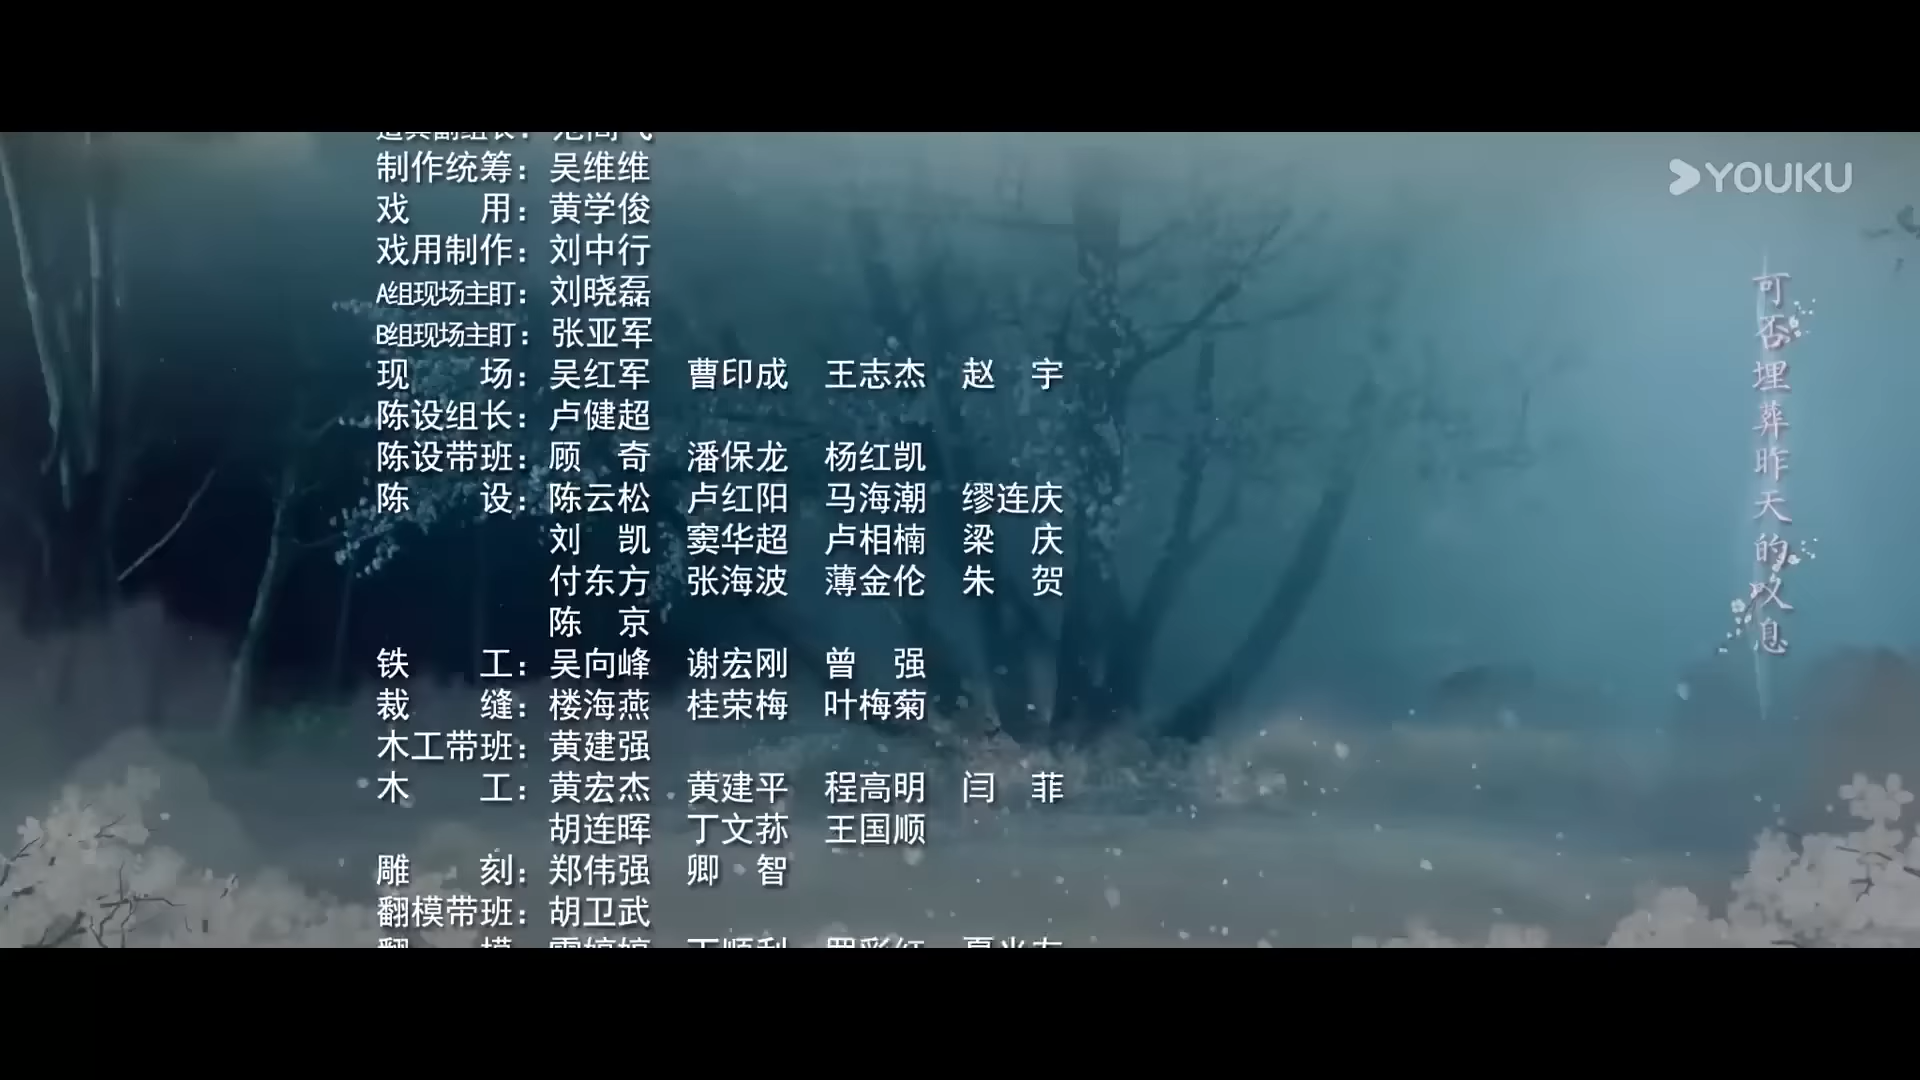 制作统筹：吴维维
戏用：黄学俊
戏用制作：刘中行
A组现场主盯：刘晓磊
B组现场主盯：张亚军
现场：吴红军 曹印成 王志杰 赵宇
陈设组长：卢健超
陈设带班：顾奇 潘保龙 杨红凯
陈设：陈云松 卢红阳 马海潮 缪连庆
刘凯 窦华超 卢相楠 梁庆
付东方 张海波 薄金伦 朱贺
陈京
铁工：吴向峰 谢宏刚 曾强
裁缝：楼海燕 桂荣梅 叶梅菊
木工带班：黄建强
木工：黄宏杰 黄建平 程高明 闫菲
胡连晖 丁文荪 王国顺
雕刻：郑伟强 卿智
翻模带班：胡卫武
YOUKU
可否埋葬昨天的叹息